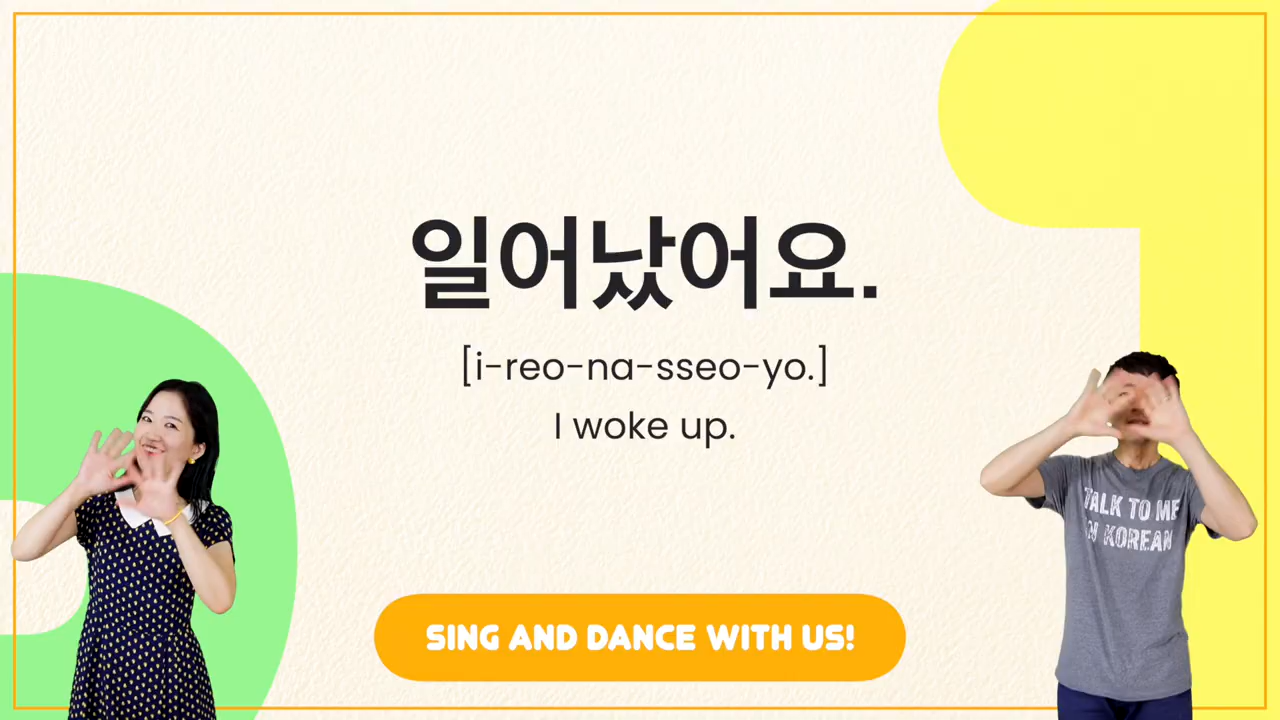 일어났어요.
[i-reo-na-sseo-yo.]
I woke up.
TALK TO ME
IN KOREAN
SING AND DANCE WITH US!